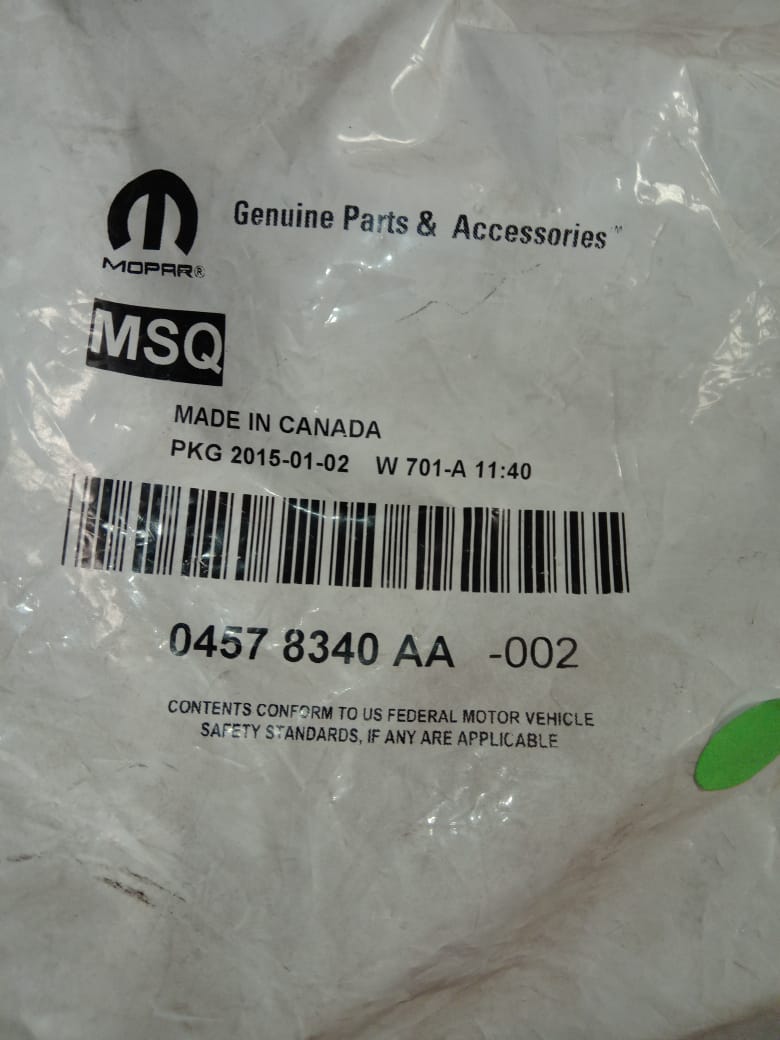 Genuine Parts & Accessories™
MOPAR®
MSQ
MADE IN CANADA
PKG 2015-01-02 W 701-A 11:40
0457 8340 AA -002
CONTENTS CONFORM TO US FEDERAL MOTOR VEHICLE
SAFETY STANDARDS, IF ANY ARE APPLICABLE